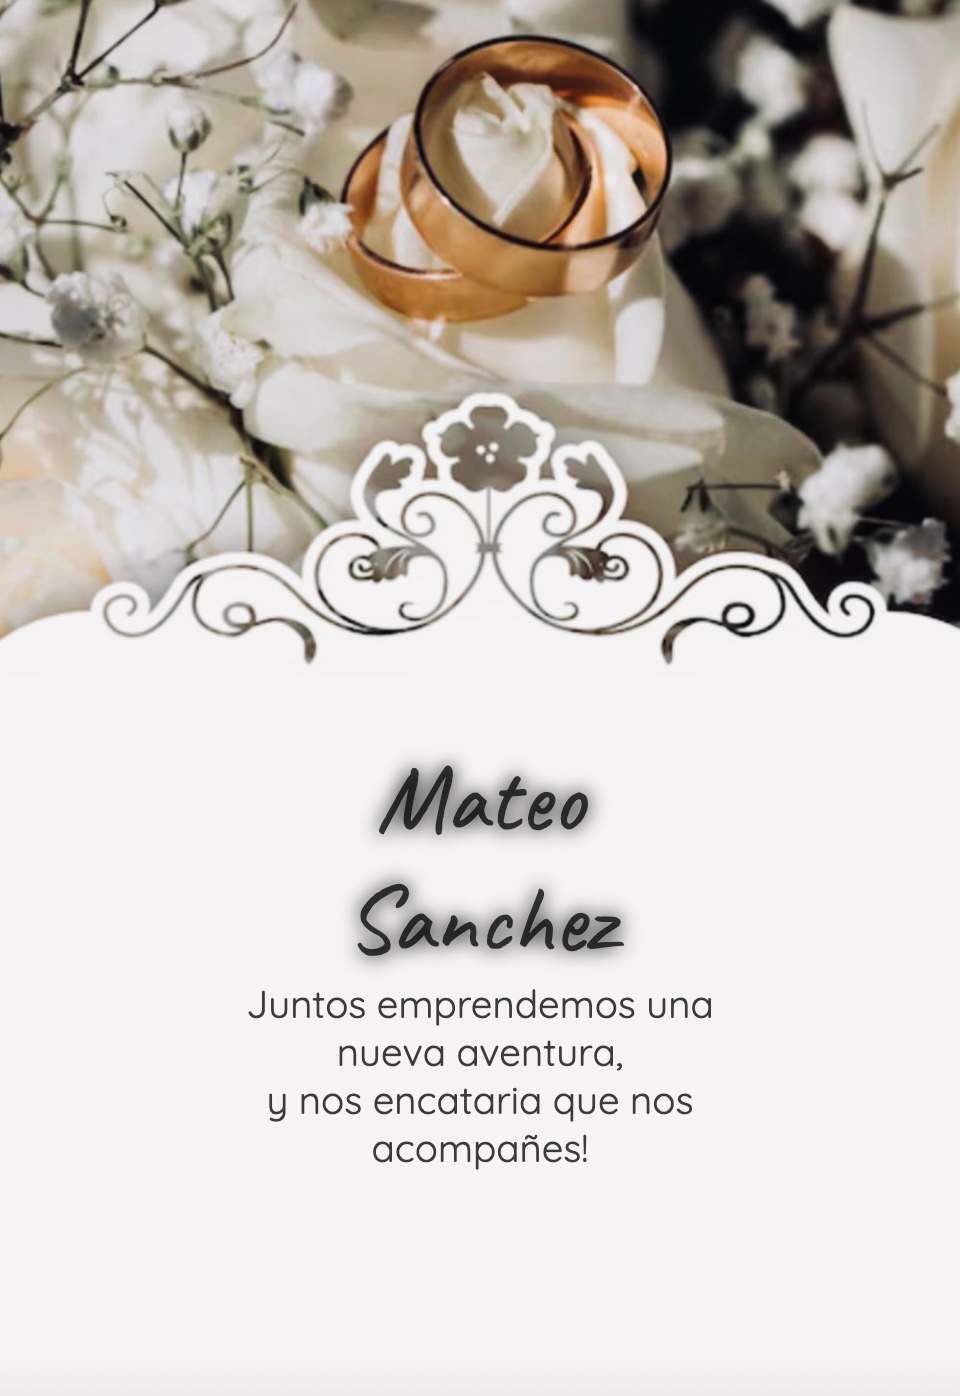 Mateo
Sanchez
Juntos emprendemos una
nueva aventura,
y nos encataria que nos
acompañes!